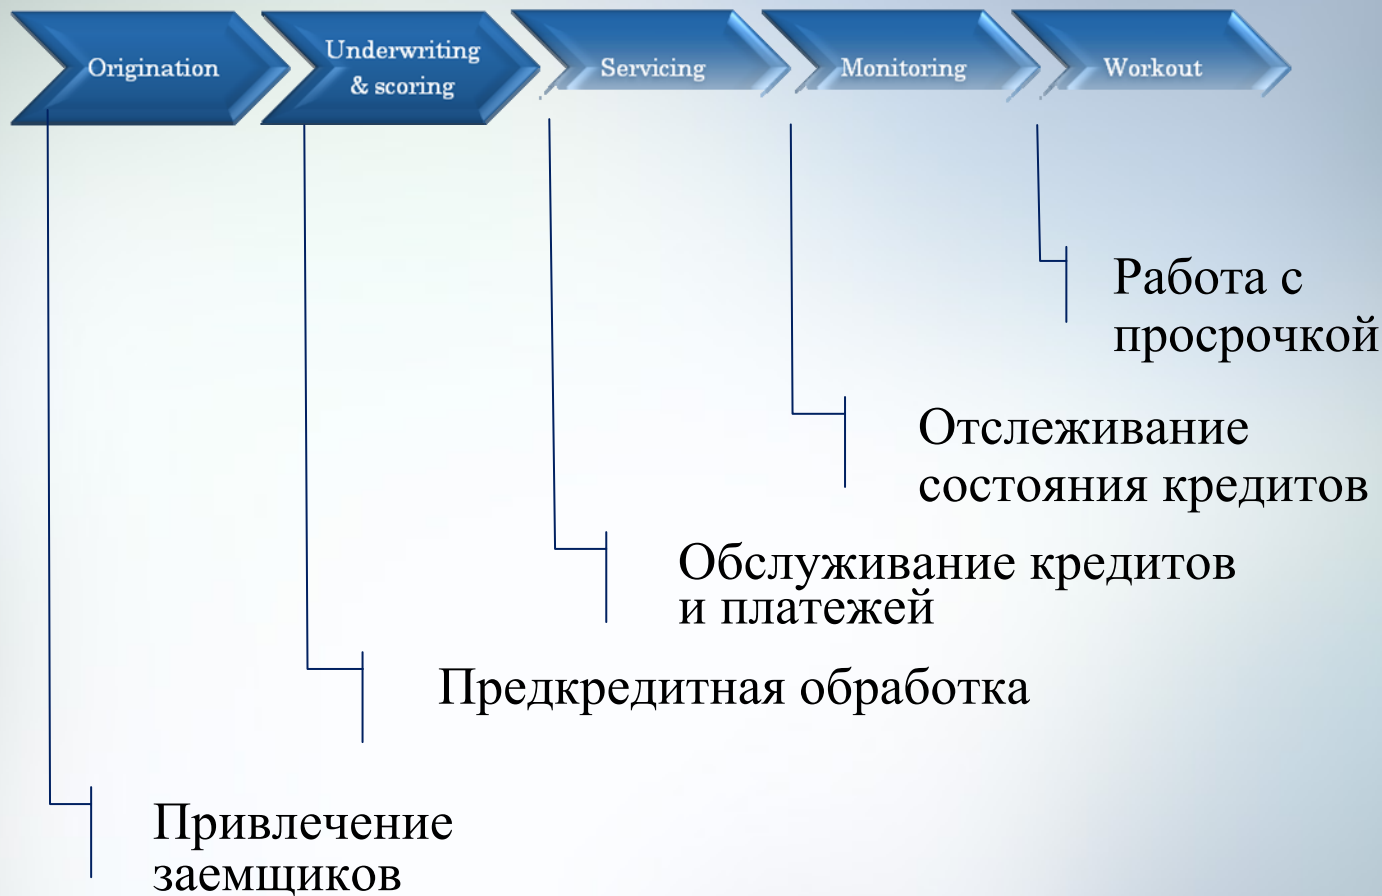 Origination
Underwriting
& scoring
Servicing
Monitoring
Workout
Работа с
просрочкой
Отслеживание
состояния кредитов
Обслуживание кредитов
и платежей
Предкредитная обработка
Привлечение
заемщиков